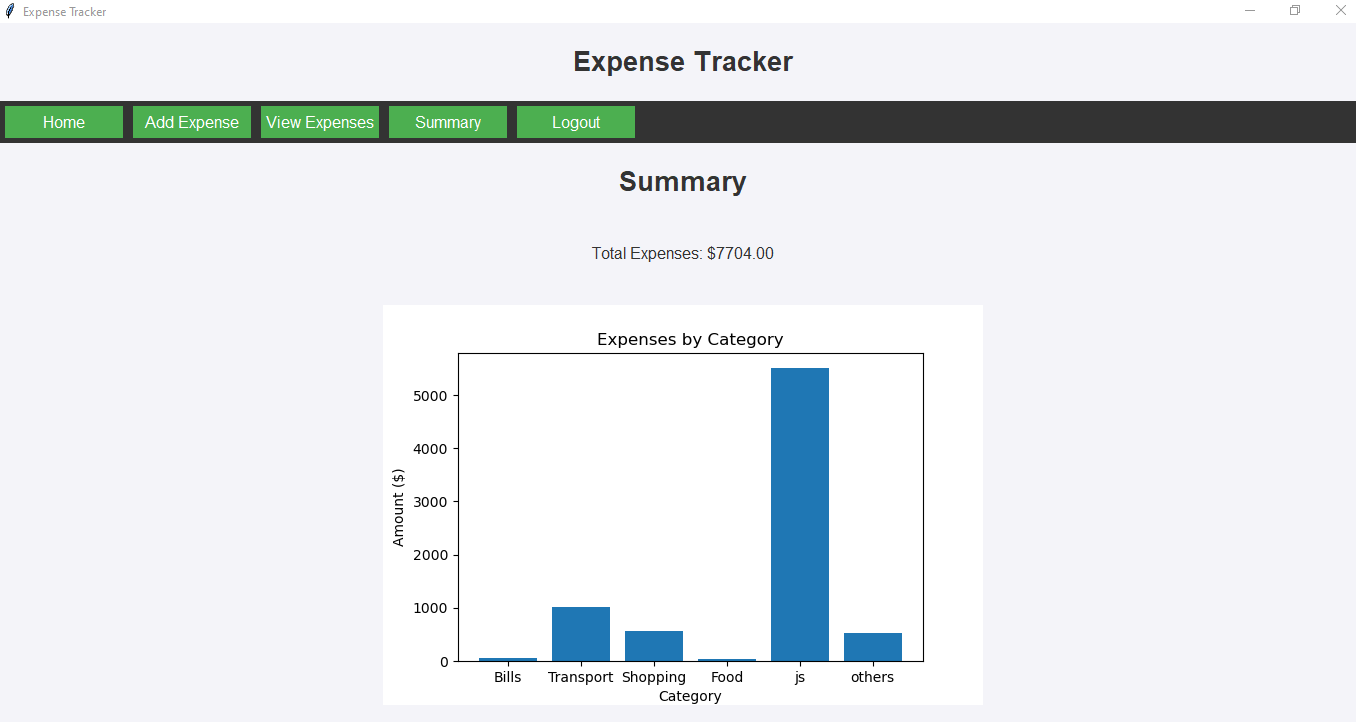 Expense Tracker
Expense Tracker
Home Add Expense View Expenses Summary Logout
Summary
Total Expenses: $7704.00
Expenses by Category
Amount ($)
5000
4000
3000
2000
1000
0
Bills Transport Shopping Food js others
Category